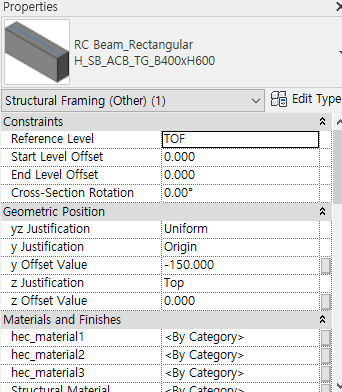 Properties
RC Beam_Rectangular
H_SB_ACB_TG_B400xH600
Structural Framing (Other) (1)
Edit Type
Constraints
Reference Level TOF
Start Level Offset 0.000
End Level Offset 0.000
Cross-Section Rotation 0.00°
Geometric Position
yz Justification Uniform
y Justification Origin
y Offset Value -150.000
z Justification Top
z Offset Value 0.000
Materials and Finishes
hec_material1 <By Category>
hec_material2 <By Category>
hec_material3 <By Category>
Structural Material <By Category>